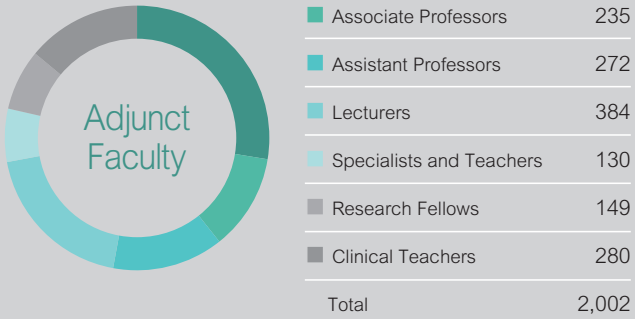 Adjunct
Faculty
Associate Professors 235
Assistant Professors 272
Lecturers 384
Specialists and Teachers 130
Research Fellows 149
Clinical Teachers 280
Total 2,002